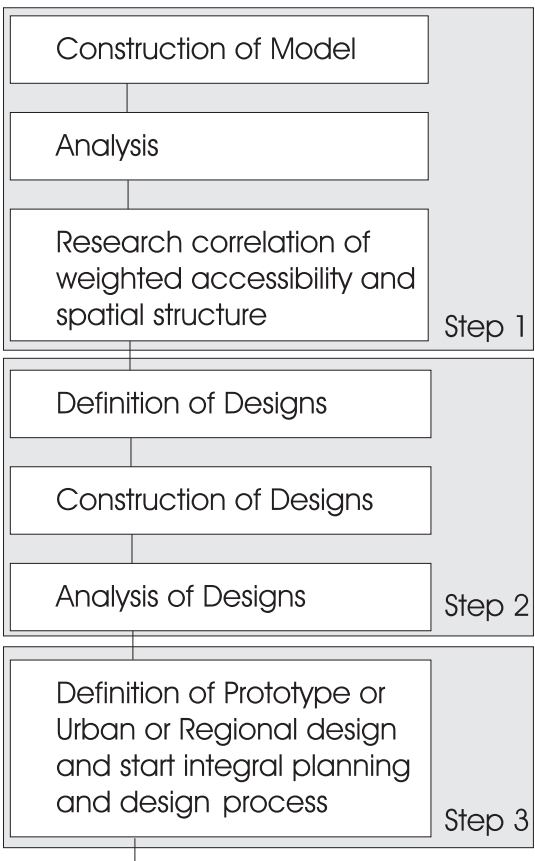 Construction of Model
Analysis
Research correlation of
weighted accessibility and
spatial structure
Step 1
Definition of Designs
Construction of Designs
Analysis of Designs
Step 2
Definition of Prototype or
Urban or Regional design
and start integral planning
and design process
Step 3